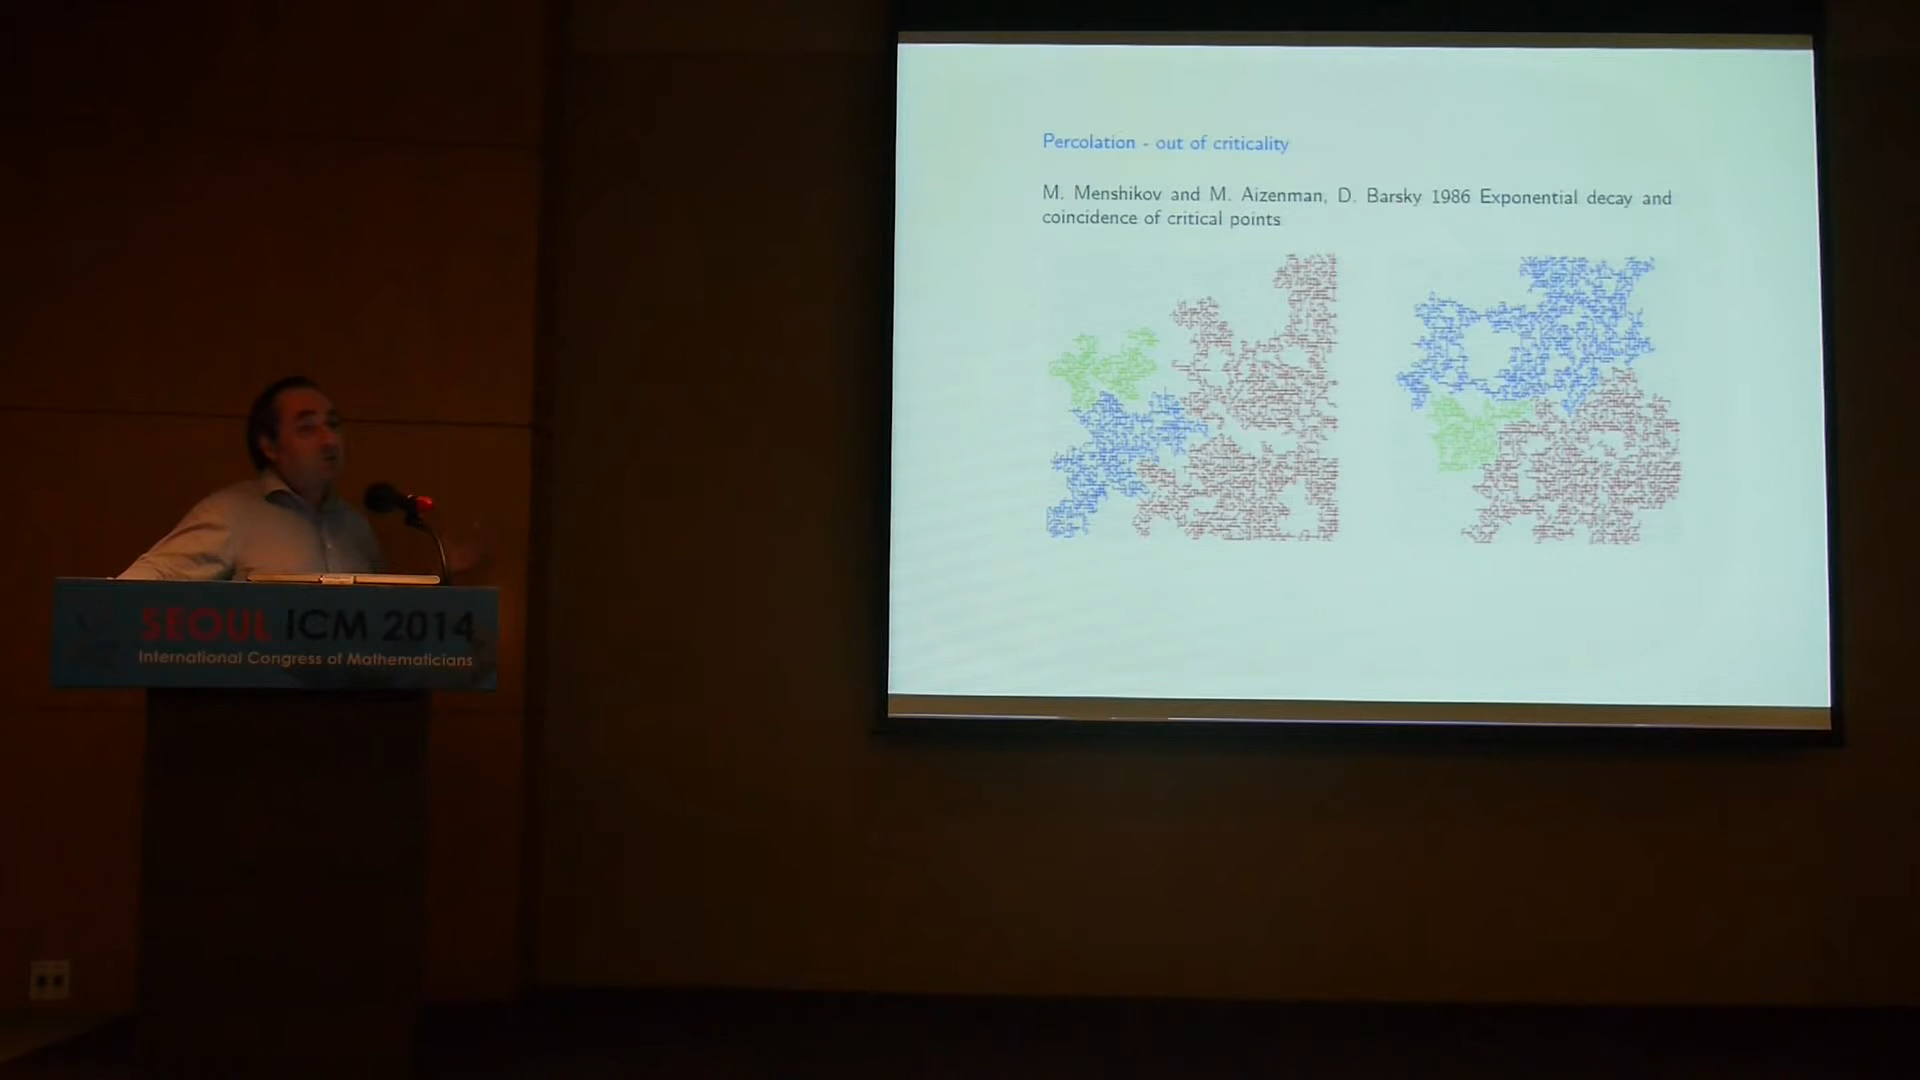 Percolation - out of criticality
M. Menshikov and M. Aizenman, D. Barsky 1986 Exponential decay and
coincidence of critical points
SEOUL ICM 2014
International Congress of Mathematicians